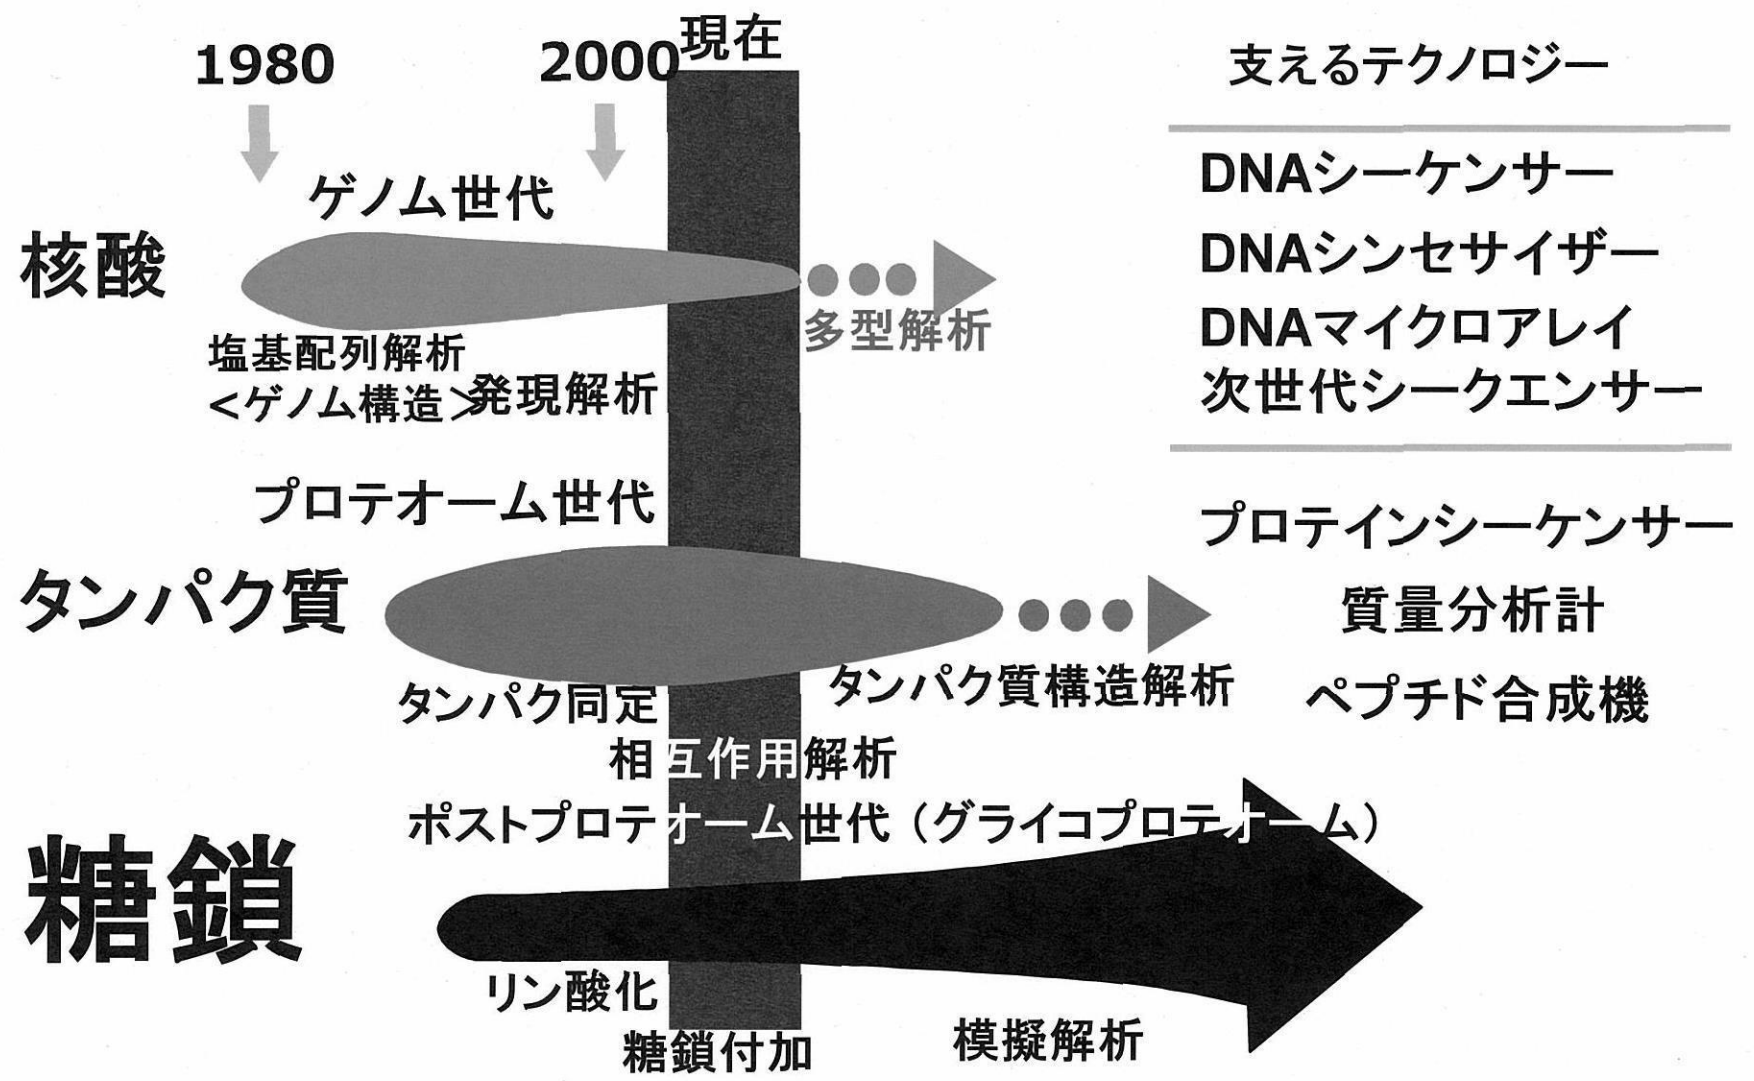 1980
2000
現在
支えるテクノロジー
ゲノム世代
核酸
塩基配列解析
<ゲノム構造>
発現解析
多型解析
DNAシーケンサー
DNAシンセサイザー
DNAマイクロアレイ
次世代シークエンサー
プロテオーム世代
タンパク質
タンパク同定
相互作用解析
タンパク質構造解析
プロテインシーケンサー
質量分析計
ペプチド合成機
ポストプロテオーム世代(グライコプロテオーム)
糖鎖
リン酸化
糖鎖付加
模擬解析